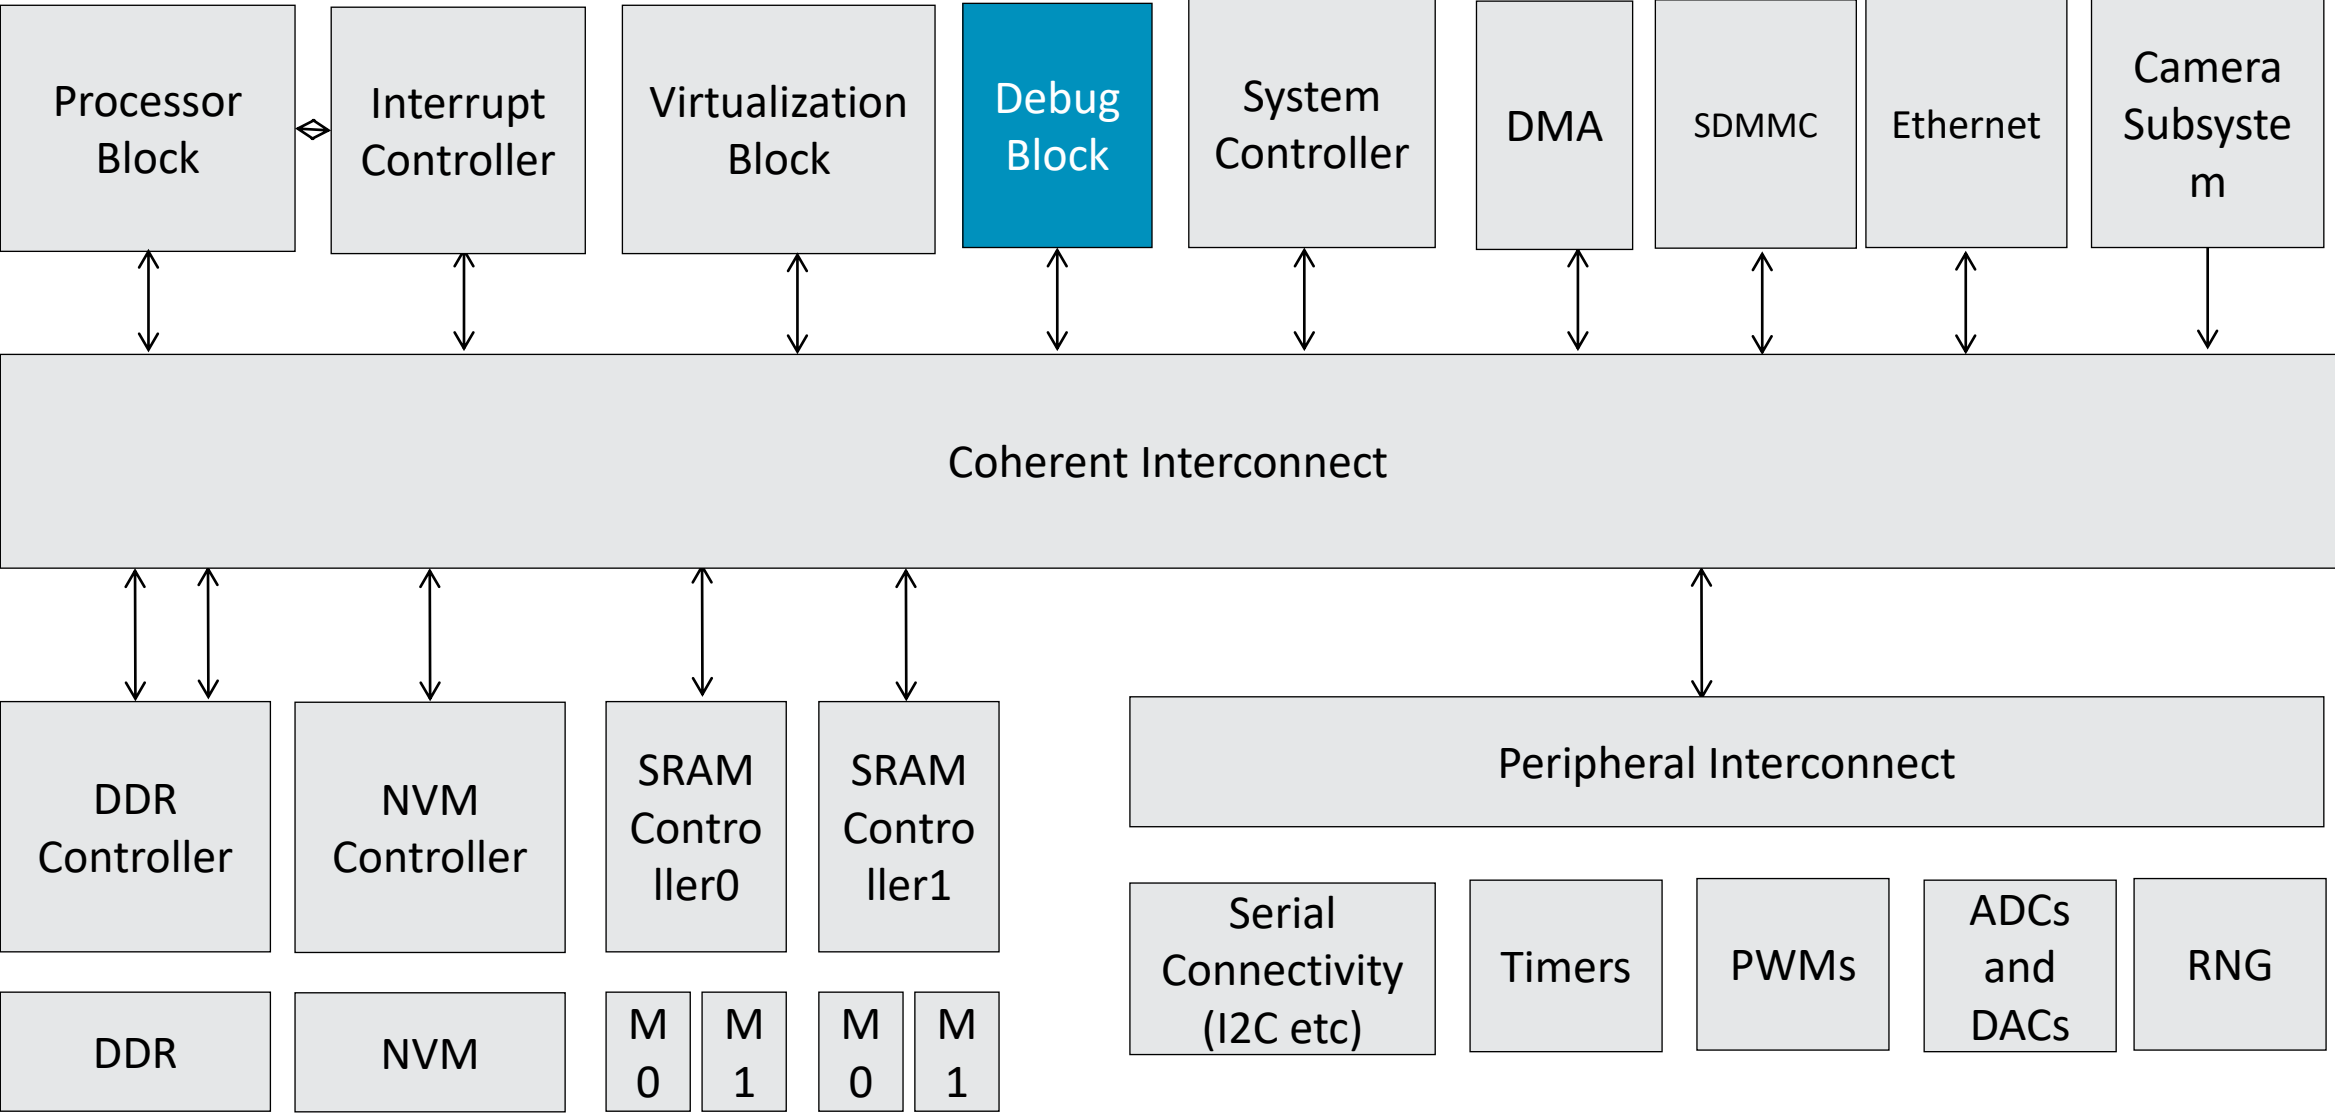 Processor
Block
Interrupt
Controller
Virtualization
Block
Debug
Block
System
Controller
DMA
SDMMC
Ethernet
Camera
Subsyste
m
Coherent Interconnect
DDR
Controller
NVM
Controller
SRAM
Contro
ller0
SRAM
Contro
ller1
Peripheral Interconnect
Serial
Connectivity
(I2C etc)
Timers
PWMs
ADCs
and
DACs
RNG
DDR
NVM
M
0
M
1
M
0
M
1